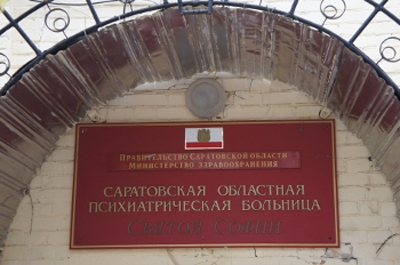 ПРАВИТЕЛЬСТВО САРАТОВСКОЙ ОБЛАСТИ
МИНИСТЕРСТВО ЗДРАВООХРАНЕНИЯ
САРАТОВСКАЯ ОБЛАСТНАЯ
ПСИХИАТРИЧЕСКАЯ БОЛЬНИЦА
СВЯТОЙ СОФИИ